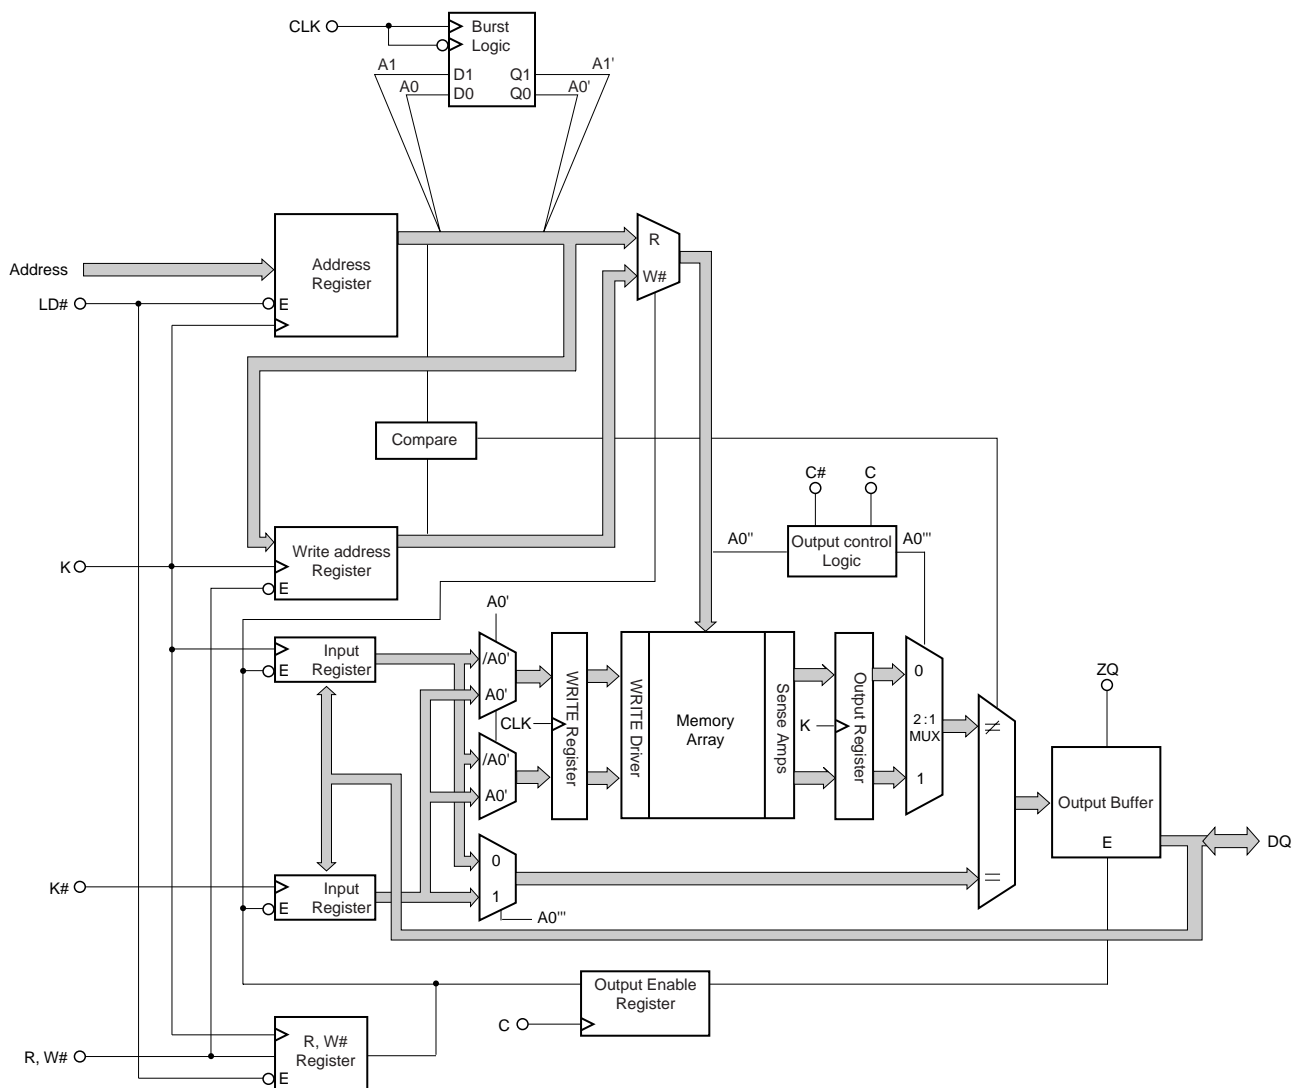 CLK
Burst
Logic
A1
D1
Q1
A1'
A0
D0
Q0
A0'
Address
Register
R
W#
Address
LD#
E
Compare
C#
C
Write address
Register
K
E
A0''
Output control
Logic
A0'''
A0'
Input
Register
E
/A0'
A0'
CLK
/A0'
A0'
WRITE Register
WRITE Driver
Memory
Array
Sense Amps
K
Output Register
0
2:1
MUX
1
≠
=
ZQ
Output Buffer
E
DQ
K#
Input
Register
E
0
1
A0'''
Output Enable
Register
C
R, W#
R, W#
Register
E